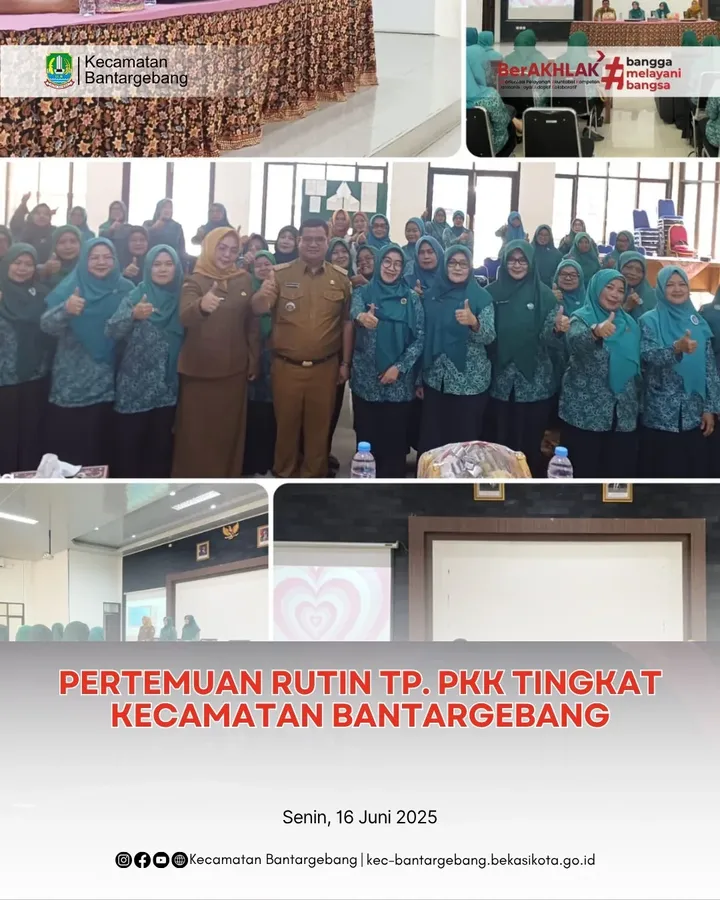 Kecamatan
Bantargebang
BerAKHLAK
#
bangga
melayani
bangsa
PERTEMUAN RUTIN TP. PKK TINGKAT
KECAMATAN BANTARGEBANG
Senin, 16 Juni 2025
Kecamatan Bantargebang | kec-bantargebang.bekasikota.go.id